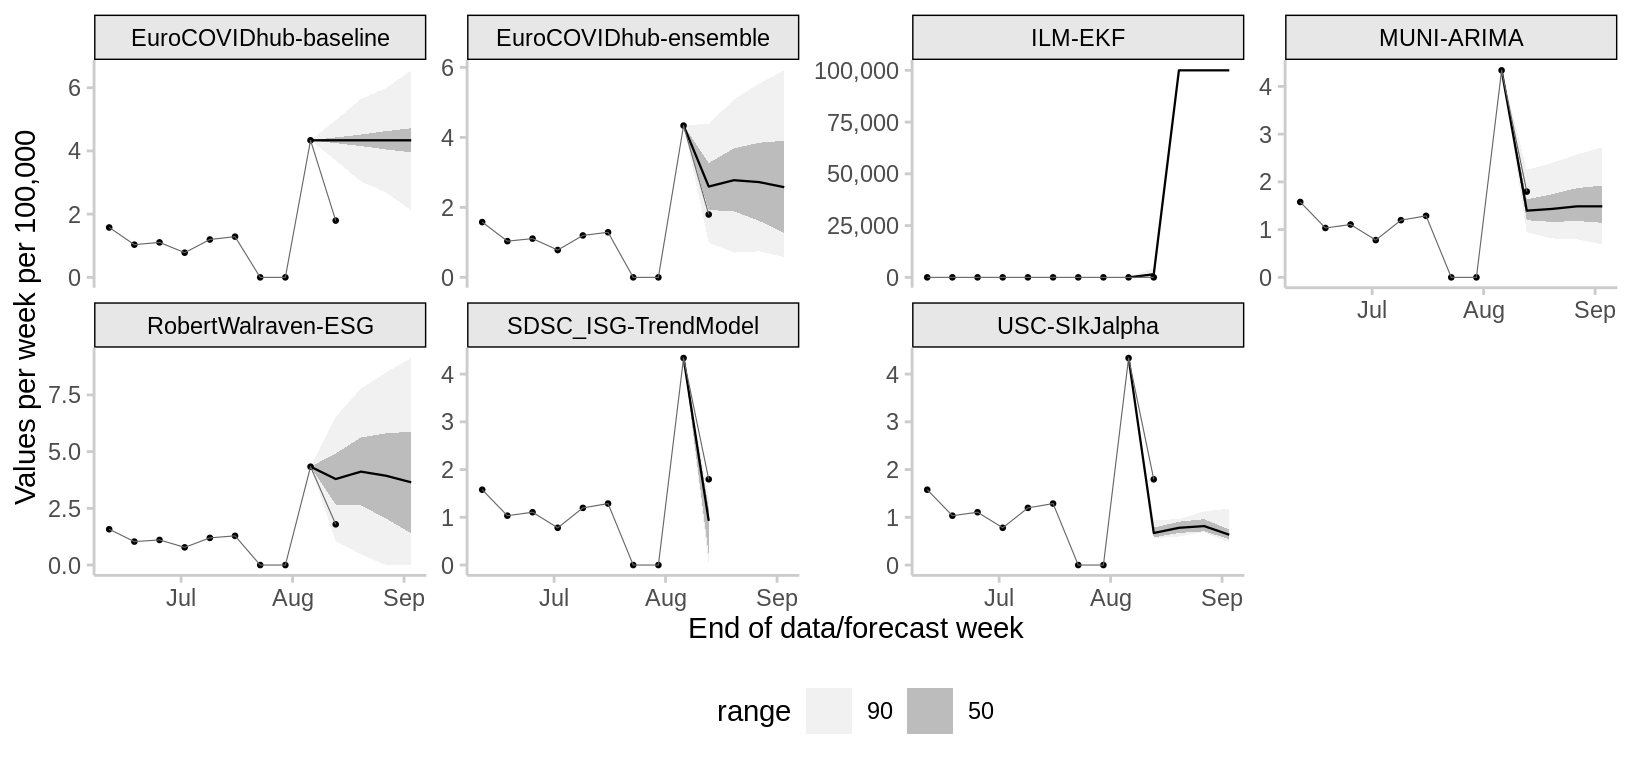 EuroCOVIDhub-baseline
EuroCOVIDhub-ensemble
ILM-EKF
MUNI-ARIMA
Values per week per 100,000
6
4
2
0
6
4
2
0
100,000
75,000
50,000
25,000
0
4
3
2
1
0
Jul Aug Sep
RobertWalraven-ESG
SDSC_ISG-TrendModel
USC-SIkJalpha
7.5
5.0
2.5
0.0
4
3
2
1
0
4
3
2
1
0
Jul Aug Sep
Jul Aug Sep
Jul Aug Sep
End of data/forecast week
range 90 50